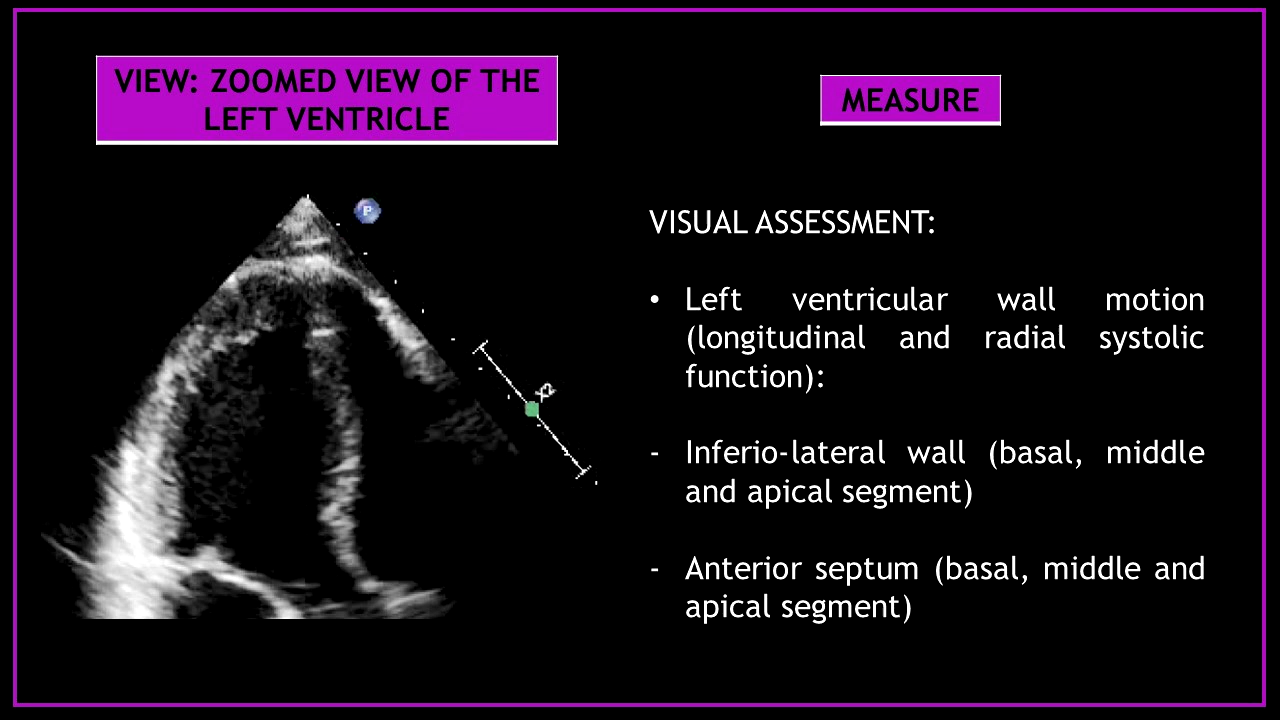 VIEW: ZOOMED VIEW OF THE
LEFT VENTRICLE
MEASURE
P
X2
VISUAL ASSESSMENT:
• Left ventricular wall motion
(longitudinal and radial systolic
function):
- Inferio-lateral wall (basal, middle
and apical segment)
- Anterior septum (basal, middle and
apical segment)